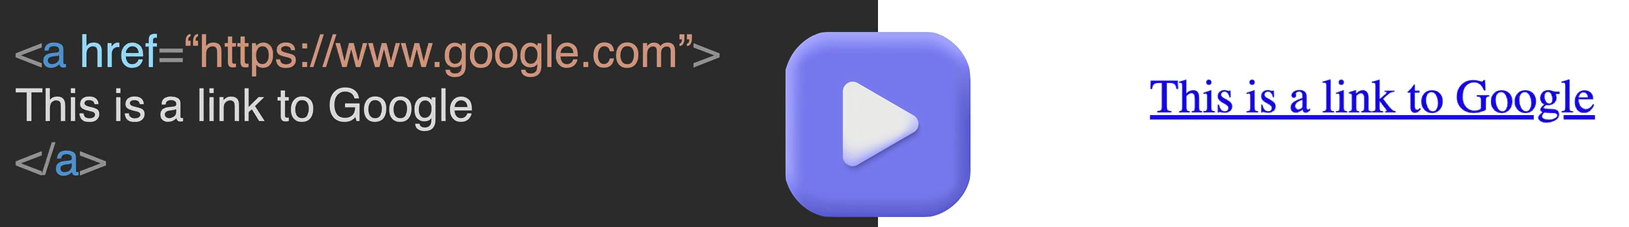 <a href=“https://www.google.com”>
This is a link to Google
</a>
This is a link to Google